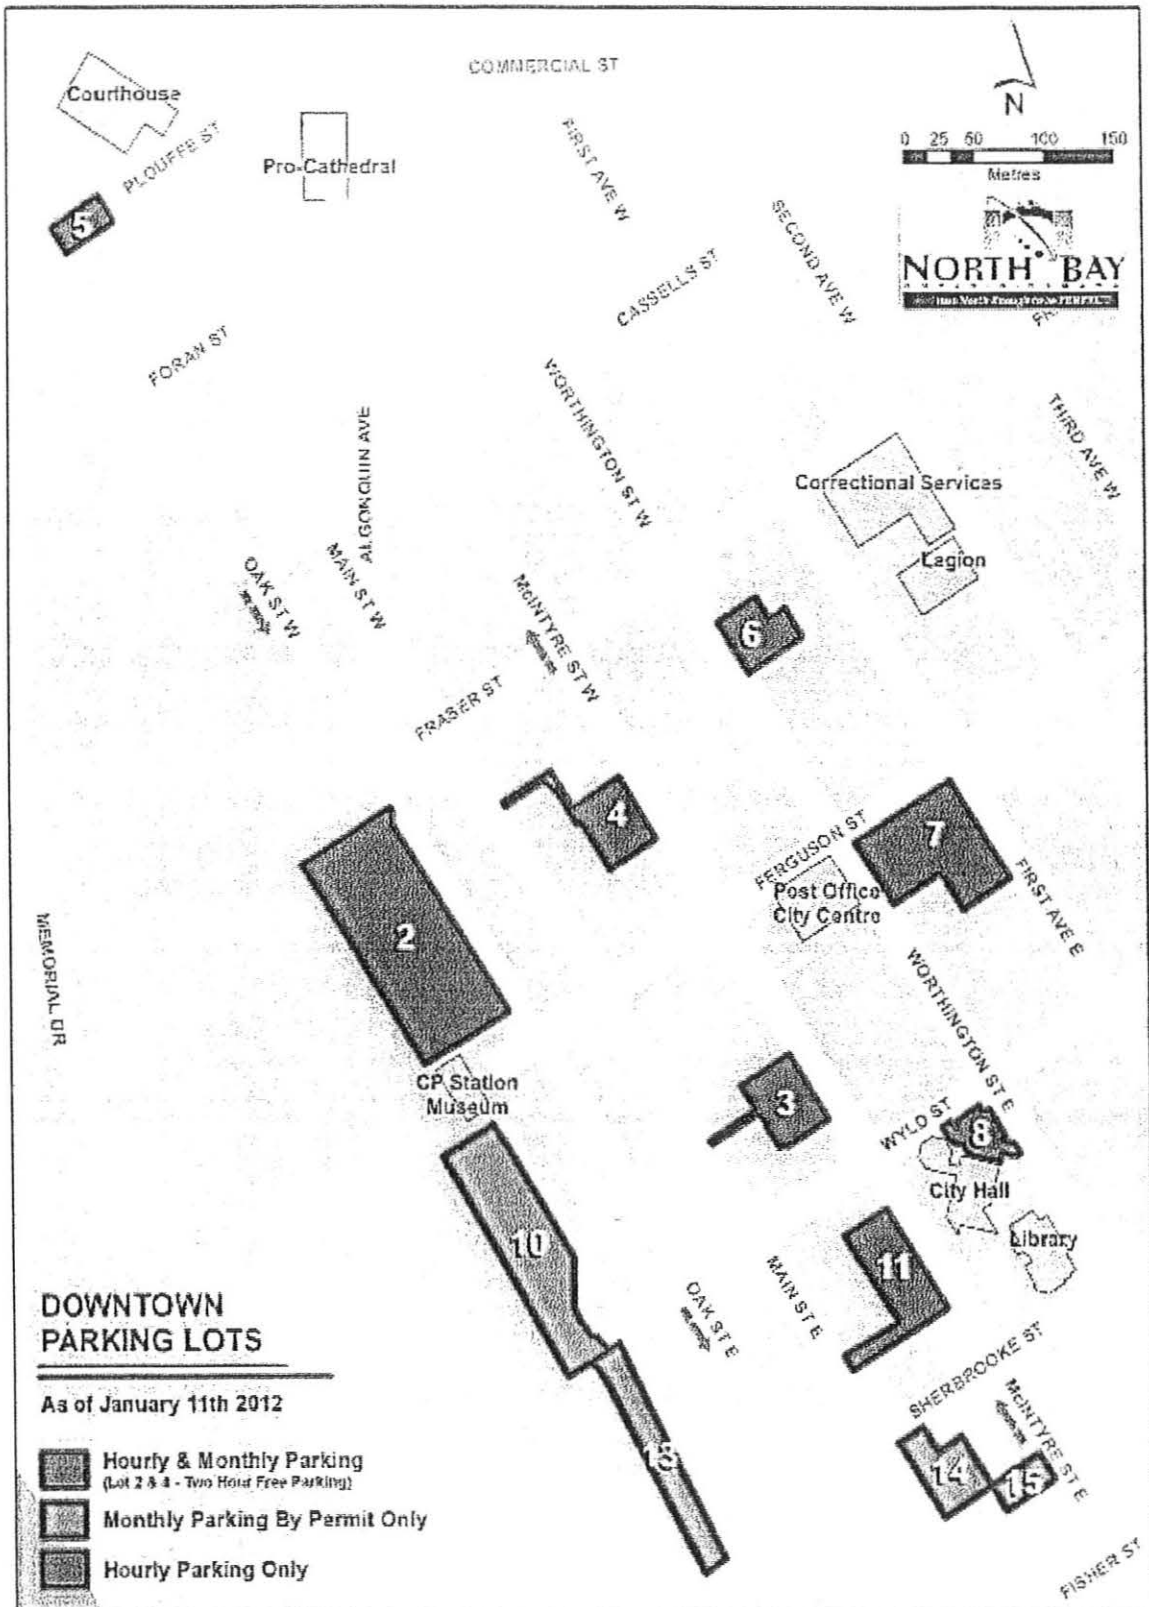 COMMERCIAL ST
Courthouse
PLOUFFE ST
Pro-Cathedral
FIRST AVE W
N
0 25 50 100 150
Metres
5
SECOND AVE W
CASSELLS ST
NORTH BAY
FORAN ST
WORTHINGTON ST W
ALGONQUIN AVE
THIRD AVE W
Correctional Services
Legion
OAK ST W
MAIN ST W
McINTYRE ST W
6
FRASER ST
4
7
FERGUSON ST
Post Office
City Centre
FIRST AVE E
2
MEMORIAL DR
WORTHINGTON ST E
CP Station
Museum
3
WYLD ST
8
City Hall
Library
10
11
OAK ST E
MAIN ST E
SHERBROOKE ST
McINTYRE ST E
13
14
15
FISHER ST
DOWNTOWN
PARKING LOTS
As of January 11th 2012
Hourly & Monthly Parking
(Lot 2 & 4 - Two Hour Free Parking)
Monthly Parking By Permit Only
Hourly Parking Only